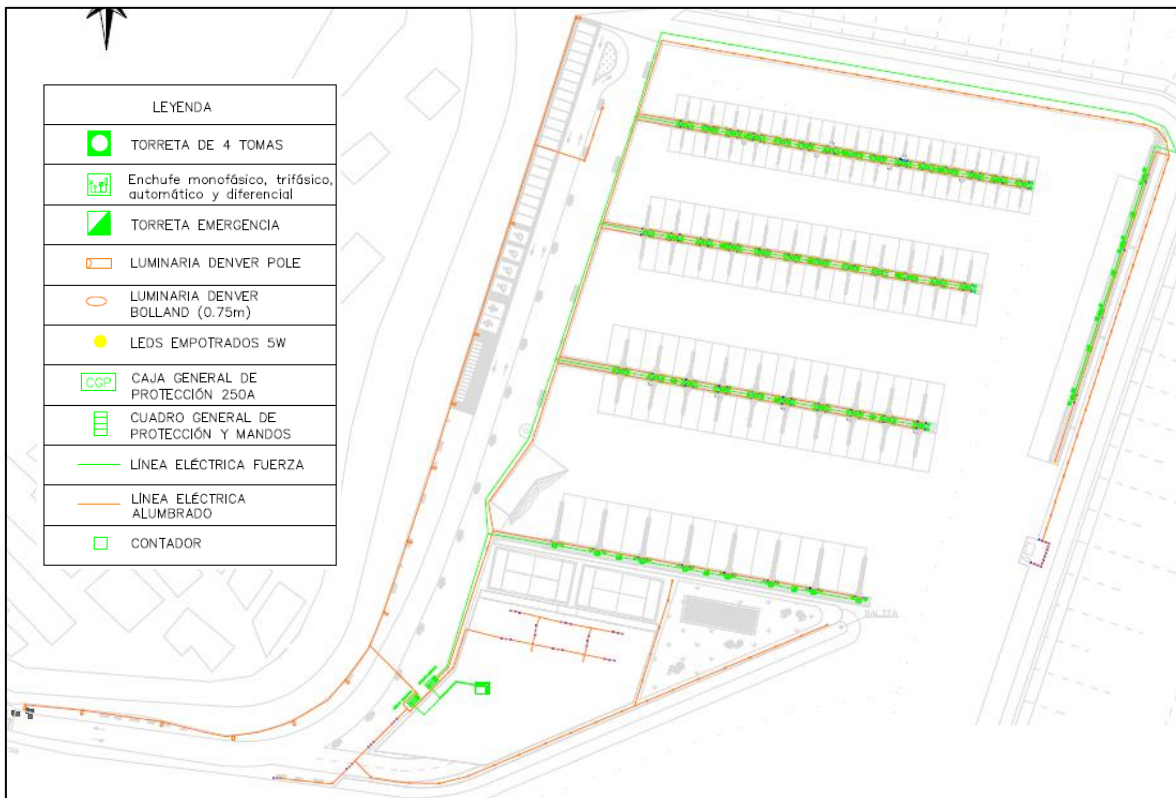 LEYENDA
TORRETA DE 4 TOMAS
Enchufe monofásico, trifásico,
automático y diferencial
TORRETA EMERGENCIA
LUMINARIA DENVER POLE
LUMINARIA DENVER
BOLLAND (0.75m)
LEDS EMPOTRADOS 5W
CGP
CAJA GENERAL DE
PROTECCIÓN 250A
CUADRO GENERAL DE
PROTECCIÓN Y MANDOS
LÍNEA ELÉCTRICA FUERZA
LÍNEA ELÉCTRICA
ALUMBRADO
CONTADOR